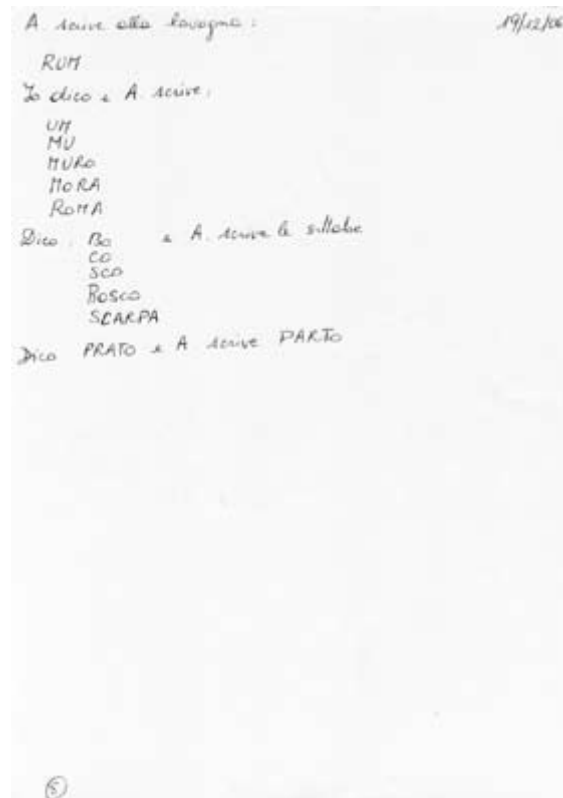 A. scrive alla lavagna : 19/12/06
RUM
Io dico e A. scrive :
UM
MU
MURO
MORA
ROMA
Dico : BO e A. scrive le sillabe
CO
SCO
BOSCO
SCARPA
Dico PRATO e A scrive PARTO
5